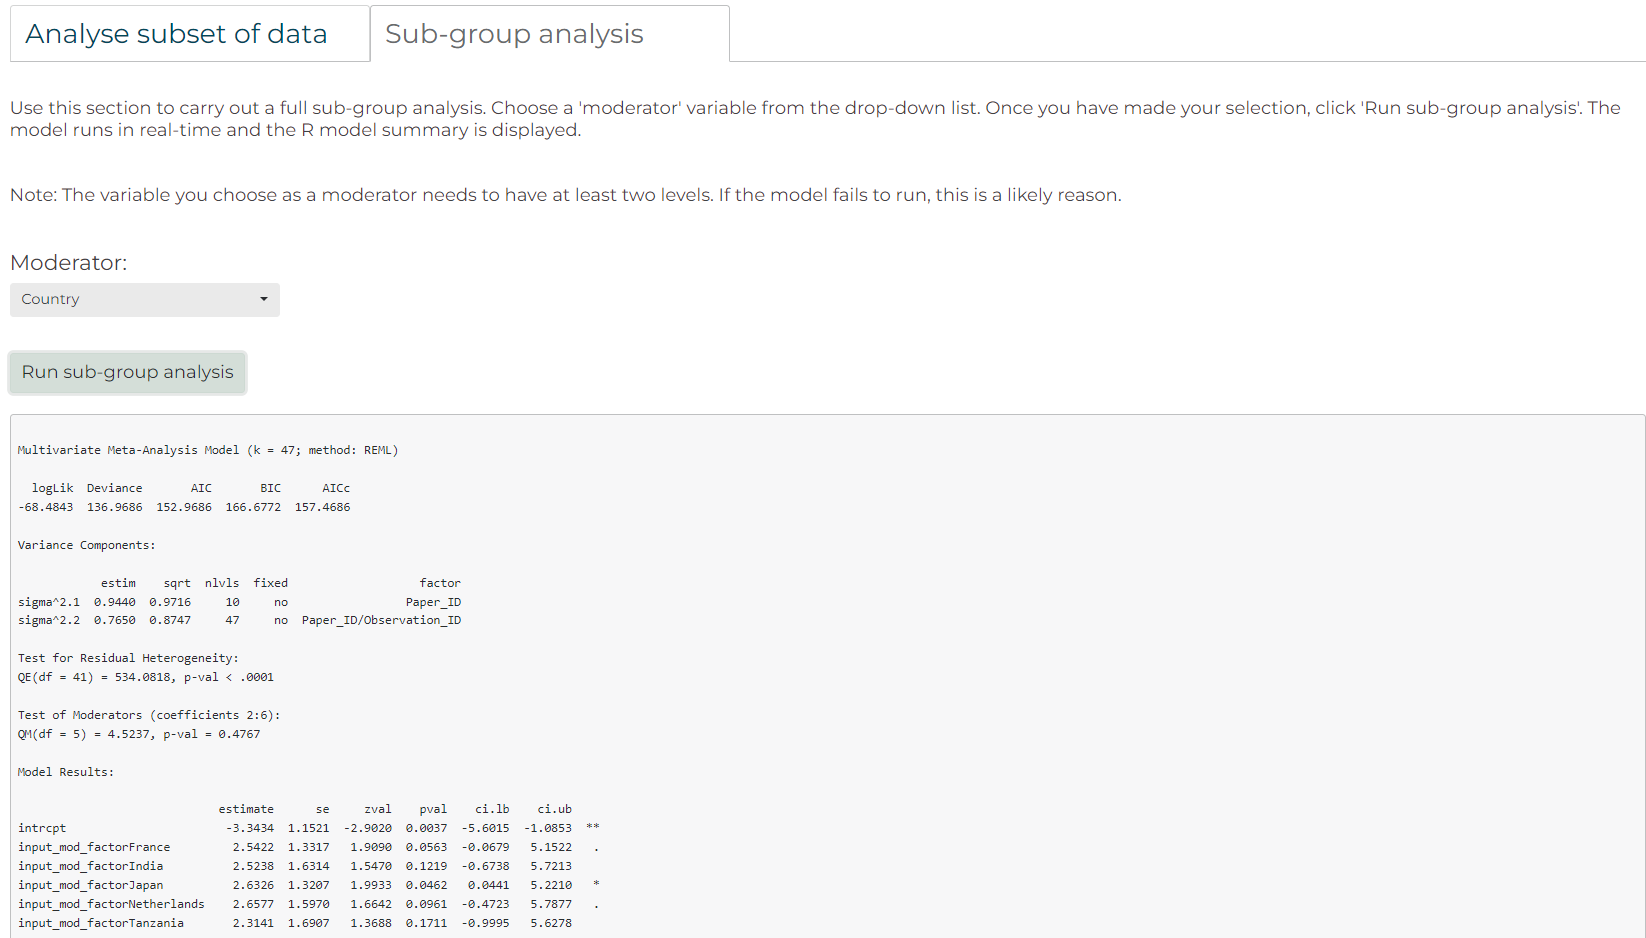 Analyse subset of data
Sub-group analysis
Use this section to carry out a full sub-group analysis. Choose a 'moderator' variable from the drop-down list. Once you have made your selection, click 'Run sub-group analysis'. The
model runs in real-time and the R model summary is displayed.
Note: The variable you choose as a moderator needs to have at least two levels. If the model fails to run, this is a likely reason.
Moderator:
Country
Run sub-group analysis
Multivariate Meta-Analysis Model (k = 47; method: REML)
logLik Deviance AIC BIC AICc
-68.4843 136.9686 152.9686 166.6772 157.4686
Variance Components:
estim sqrt nlvls fixed factor
sigma^2.1 0.9440 0.9716 10 no Paper_ID
sigma^2.2 0.7650 0.8747 47 no Paper_ID/Observation_ID
Test for Residual Heterogeneity:
QE(df = 41) = 534.0818, p-val < .0001
Test of Moderators (coefficients 2:6):
QM(df = 5) = 4.5237, p-val = 0.4767
Model Results:
estimate se zval pval ci.lb ci.ub
intrcpt -3.3434 1.1521 -2.9020 0.0037 -5.6015 -1.0853 **
input_mod_factorFrance 2.5422 1.3317 1.9090 0.0563 -0.0679 5.1522 .
input_mod_factorIndia 2.5238 1.6314 1.5470 0.1219 -0.6738 5.7213
input_mod_factorJapan 2.6326 1.3207 1.9933 0.0462 0.0441 5.2210 *
input_mod_factorNetherlands 2.6577 1.5970 1.6642 0.0961 -0.4723 5.7877 .
input_mod_factorTanzania 2.3141 1.6907 1.3688 0.1711 -0.9995 5.6278